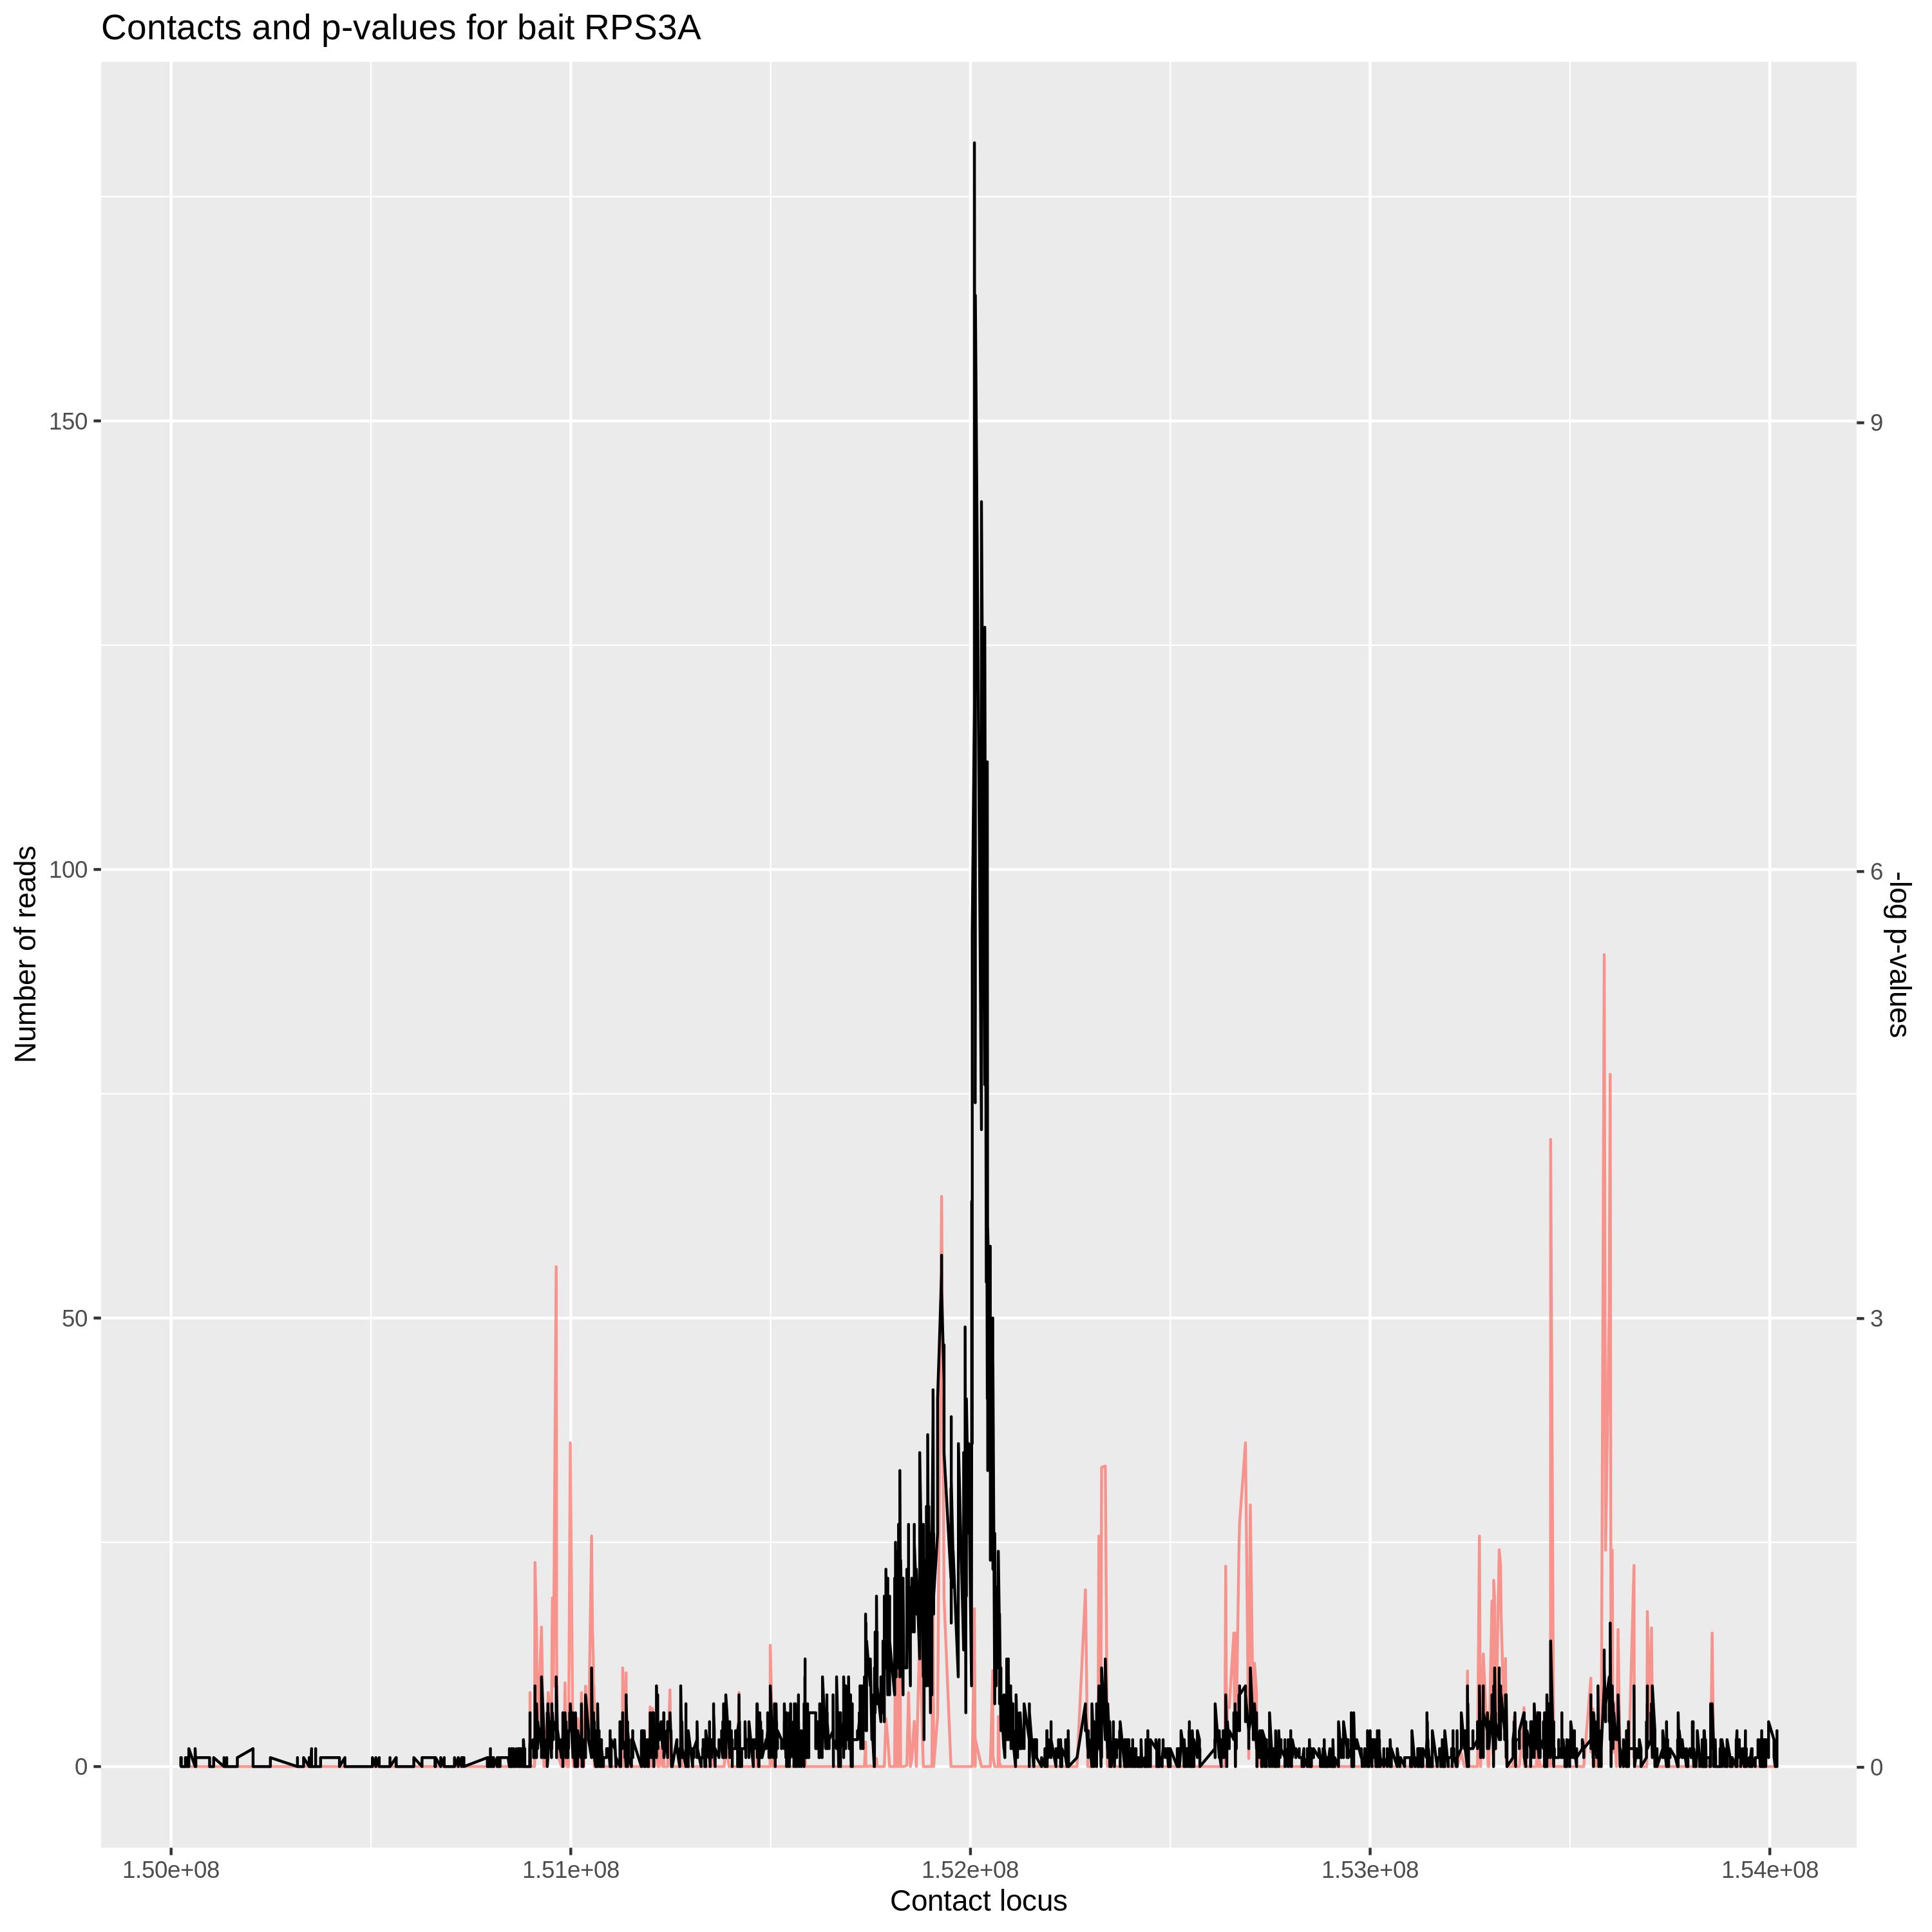 Contacts and p-values for bait RPS3A
150
100
50
0
Number of reads
9
6
3
0
-log p-values
1.50e+08 1.51e+08 1.52e+08 1.53e+08 1.54e+08
Contact locus